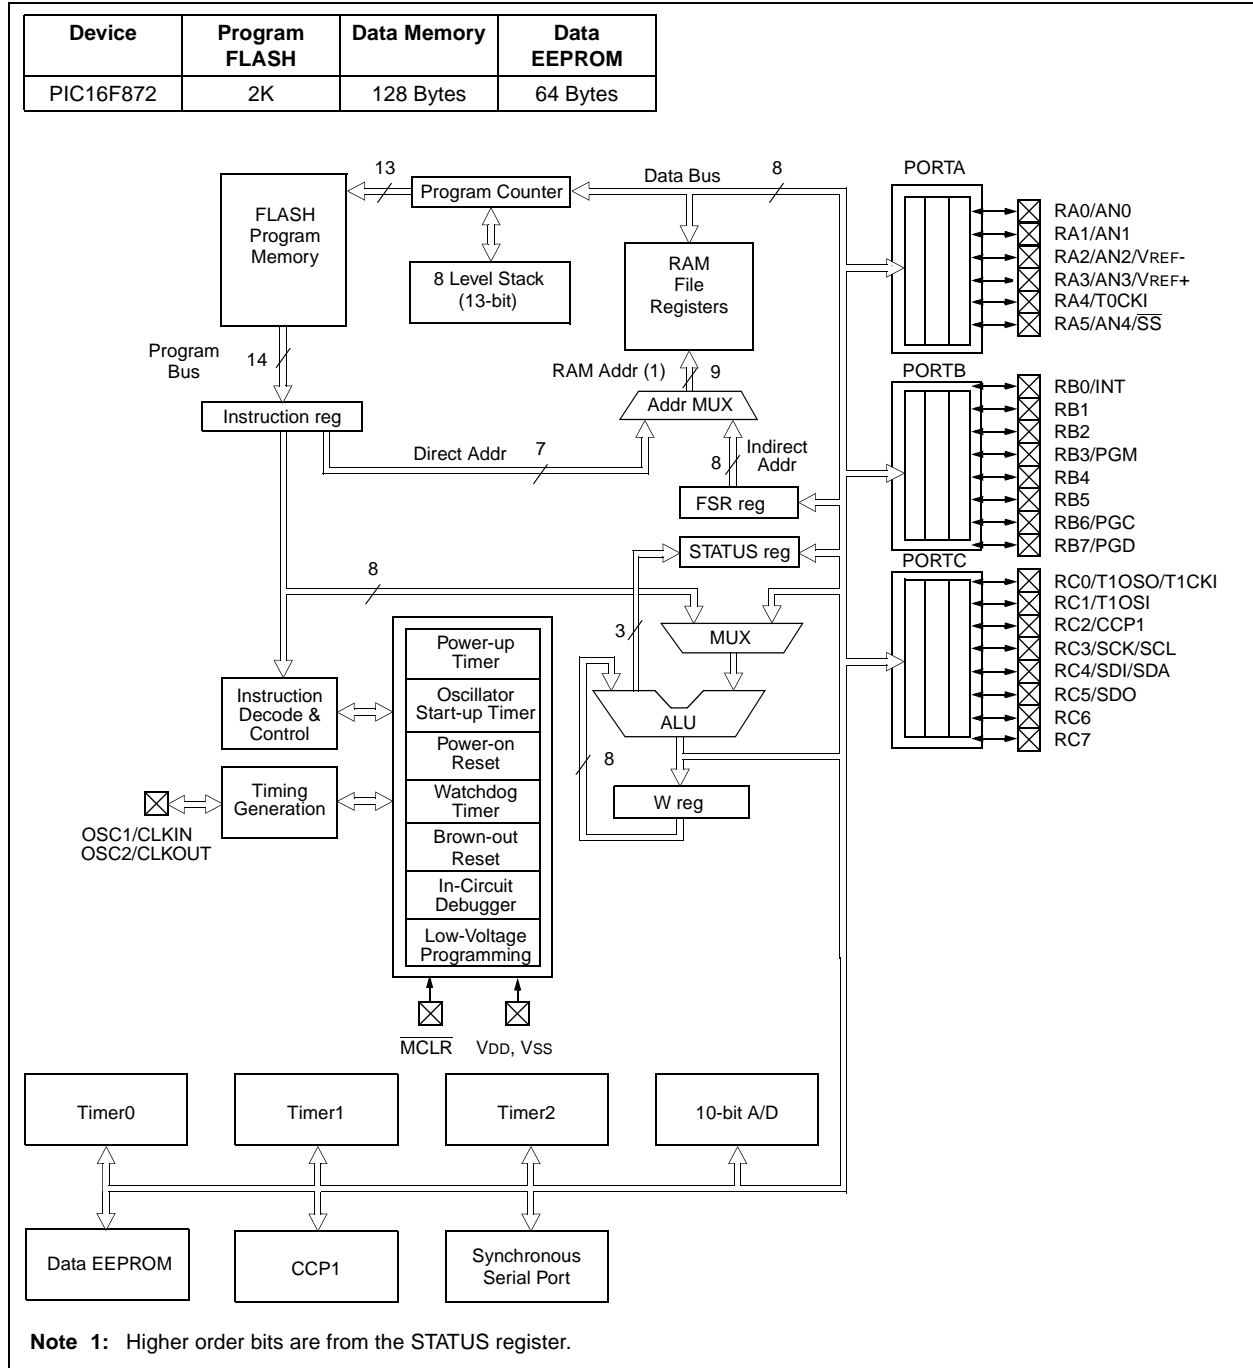 Device Program FLASH Data Memory Data EEPROM
PIC16F872 2K 128 Bytes 64 Bytes
13
Program Counter
Data Bus
8
FLASH
Program
Memory
8 Level Stack
(13-bit)
RAM
File
Registers
Program
Bus
14
RAM Addr (1)
9
Instruction reg
Addr MUX
Direct Addr
7
8
Indirect
Addr
FSR reg
STATUS reg
8
3
MUX
ALU
8
W reg
Power-up
Timer
Oscillator
Start-up Timer
Power-on
Reset
Watchdog
Timer
Brown-out
Reset
In-Circuit
Debugger
Low-Voltage
Programming
Instruction
Decode &
Control
Timing
Generation
OSC1/CLKIN
OSC2/CLKOUT
MCLR
VDD, VSS
PORTA
RA0/AN0
RA1/AN1
RA2/AN2/VREF-
RA3/AN3/VREF+
RA4/T0CKI
RA5/AN4/SS
PORTB
RB0/INT
RB1
RB2
RB3/PGM
RB4
RB5
RB6/PGC
RB7/PGD
PORTC
RC0/T1OSO/T1CKI
RC1/T1OSI
RC2/CCP1
RC3/SCK/SCL
RC4/SDI/SDA
RC5/SDO
RC6
RC7
Timer0
Timer1
Timer2
10-bit A/D
Data EEPROM
CCP1
Synchronous
Serial Port
Note 1: Higher order bits are from the STATUS register.